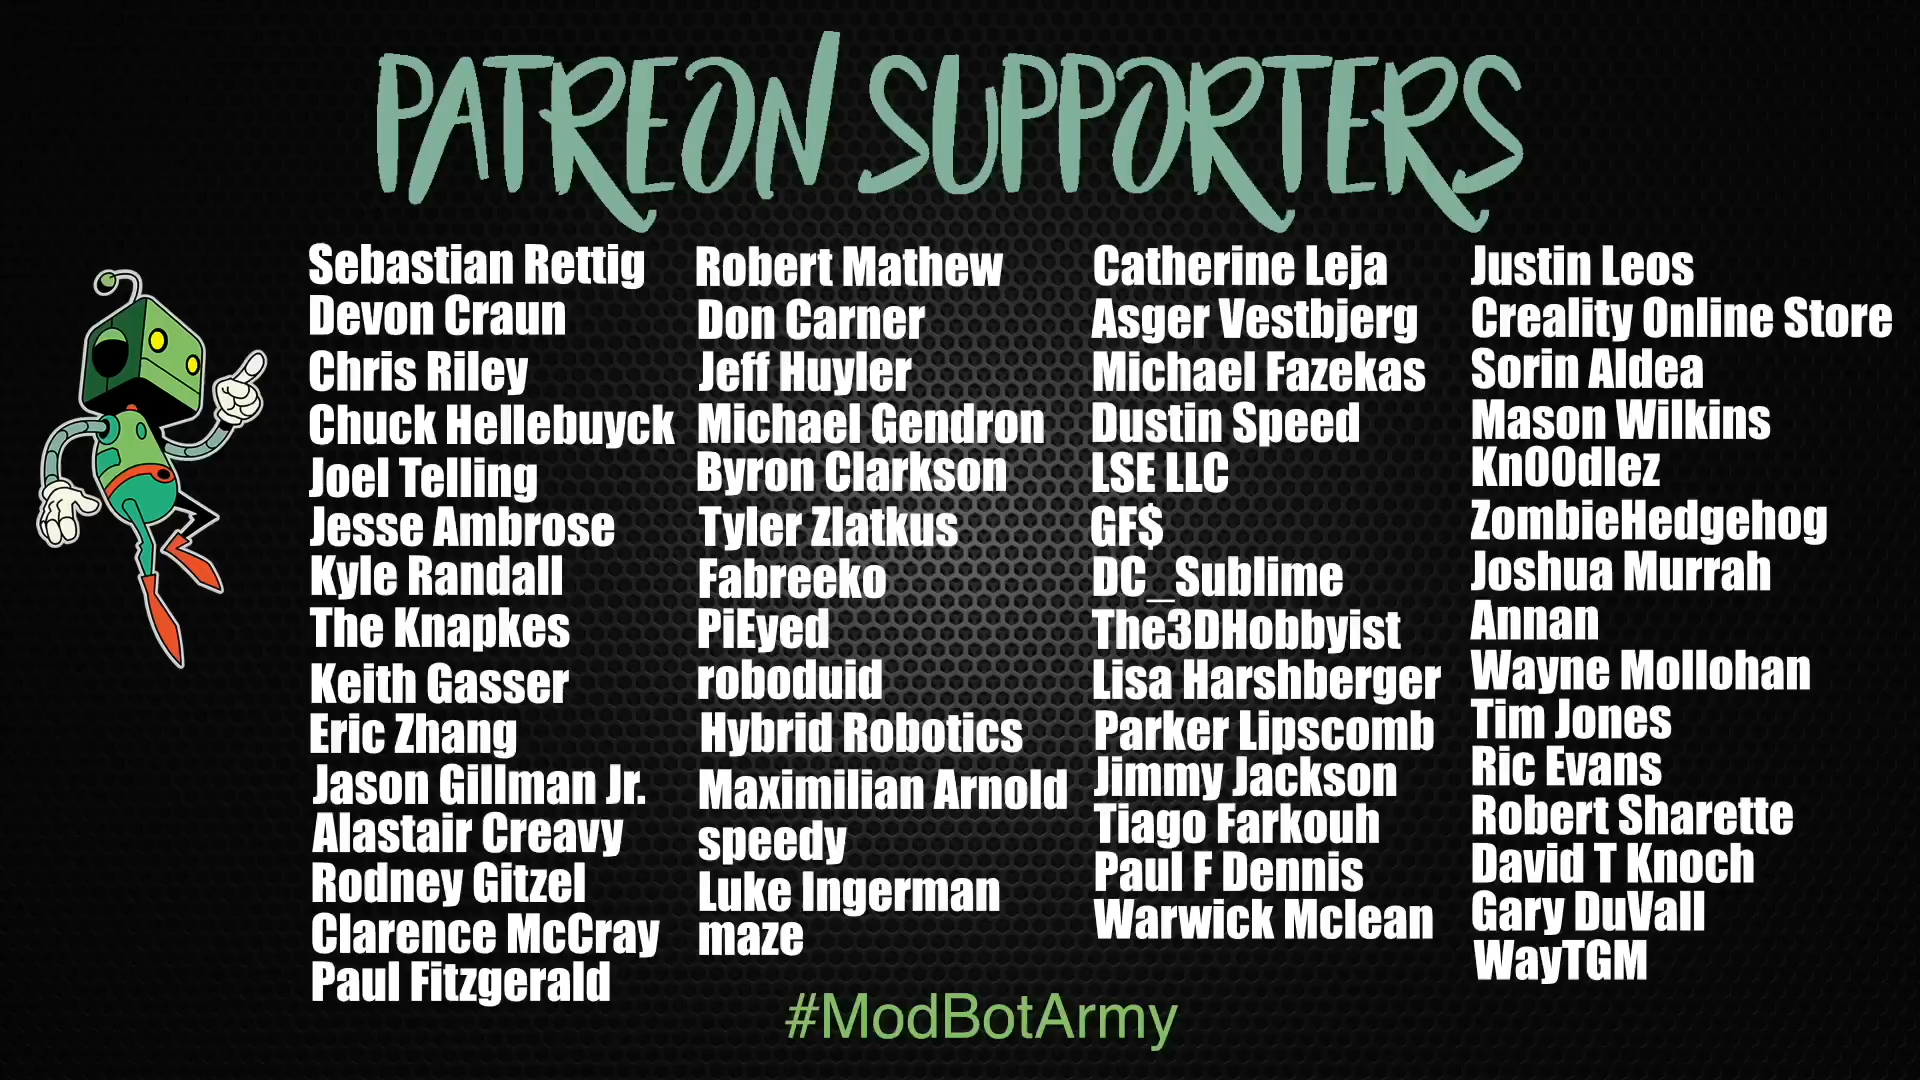 PATREON SUPPORTERS
Sebastian Rettig
Devon Craun
Chris Riley
Chuck Hellebuyck
Joel Telling
Jesse Ambrose
Kyle Randall
The Knapkes
Keith Gasser
Eric Zhang
Jason Gillman Jr.
Alastair Creavy
Rodney Gitzel
Clarence McCray
Paul Fitzgerald
Robert Mathew
Don Carner
Jeff Huyler
Michael Gendron
Byron Clarkson
Tyler Zlatkus
Fabreeko
PiEyed
roboduid
Hybrid Robotics
Maximilian Arnold
speedy
Luke Ingerman
maze
Catherine Leja
Asger Vestbjerg
Michael Fazekas
Dustin Speed
LSE LLC
GF$
DC_Sublime
The3DHobbyist
Lisa Harshberger
Parker Lipscomb
Jimmy Jackson
Tiago Farkouh
Paul F Dennis
Warwick Mclean
Justin Leos
Creality Online Store
Sorin Aldea
Mason Wilkins
Kn00dlez
ZombieHedgehog
Joshua Murrah
Annan
Wayne Mollohan
Tim Jones
Ric Evans
Robert Sharette
David T Knoch
Gary DuVall
WayTGM
#ModBotArmy